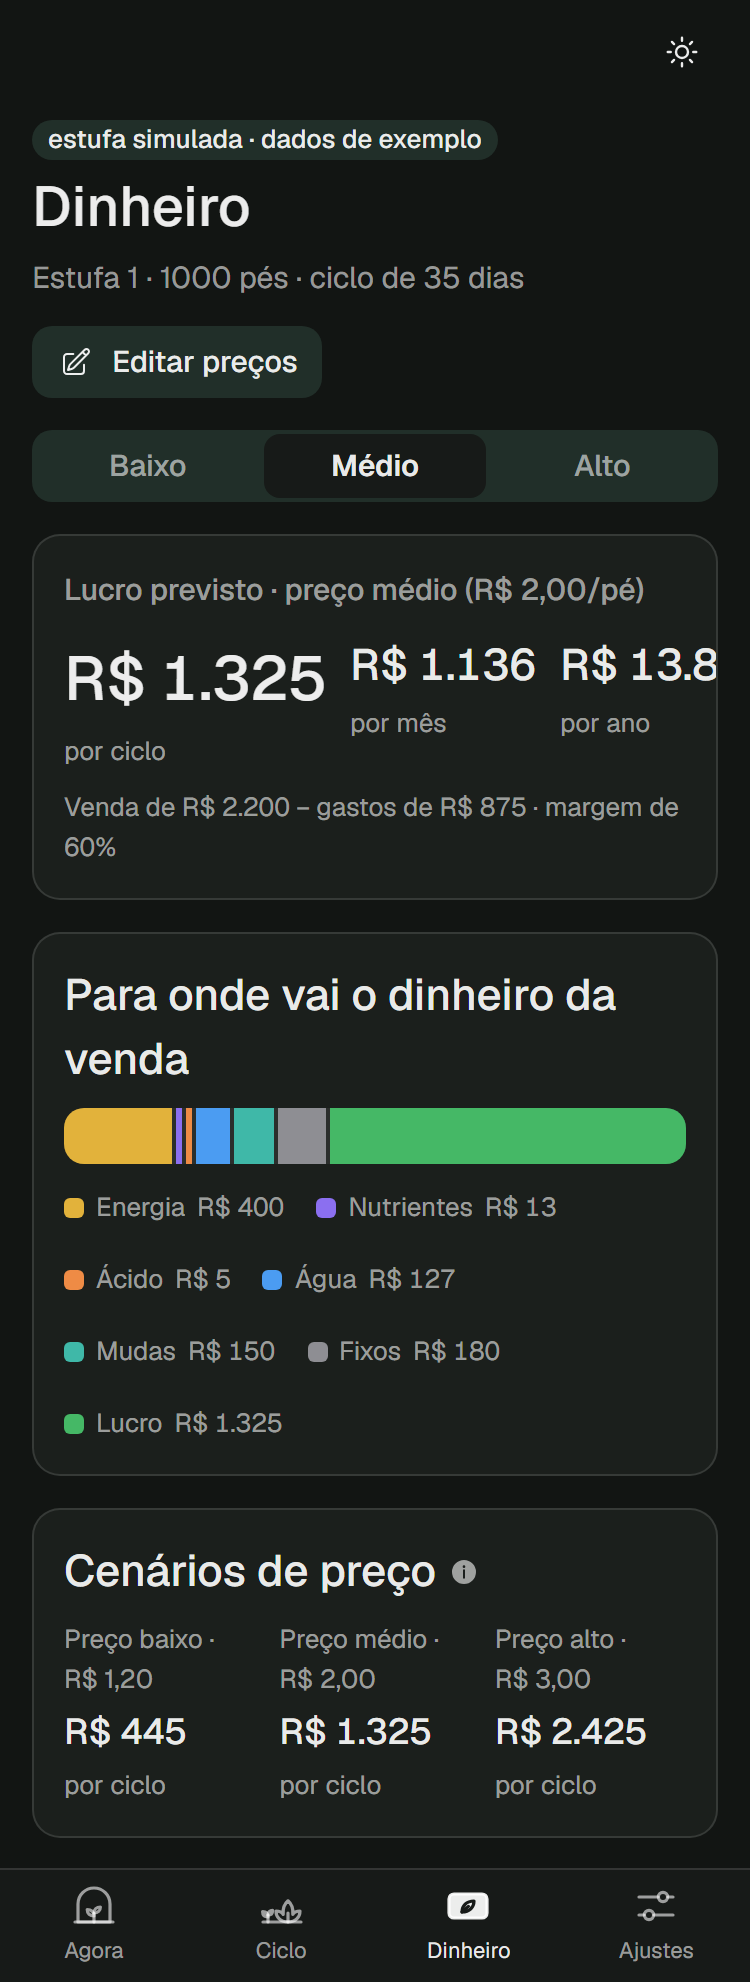 estufa simulada · dados de exemplo
Dinheiro
Estufa 1 · 1000 pés · ciclo de 35 dias
Editar preços
Baixo Médio Alto
Lucro previsto · preço médio (R$ 2,00/pé)
R$ 1.325 R$ 1.136 R$ 13.8
por ciclo por mês por ano
Venda de R$ 2.200 – gastos de R$ 875 · margem de
60%
Para onde vai o dinheiro da
venda
Energia R$ 400 Nutrientes R$ 13
Ácido R$ 5 Água R$ 127
Mudas R$ 150 Fixos R$ 180
Lucro R$ 1.325
Cenários de preço
Preço baixo · Preço médio · Preço alto ·
R$ 1,20 R$ 2,00 R$ 3,00
R$ 445 R$ 1.325 R$ 2.425
por ciclo por ciclo por ciclo
Agora Ciclo Dinheiro Ajustes